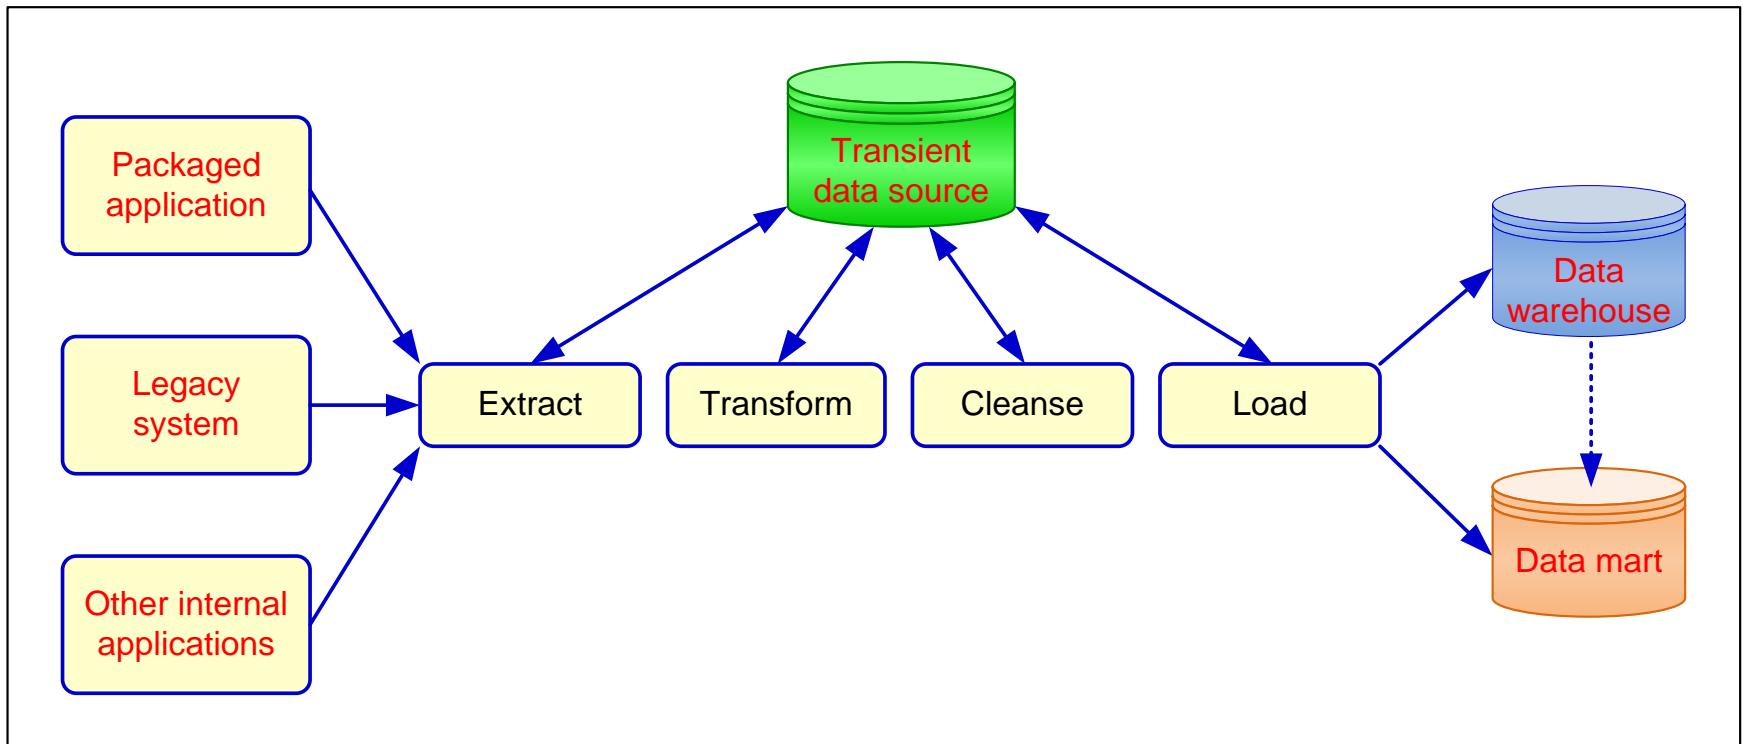 Packaged
application
Legacy
system
Other internal
applications
Transient
data source
Extract
Transform
Cleanse
Load
Data
warehouse
Data mart